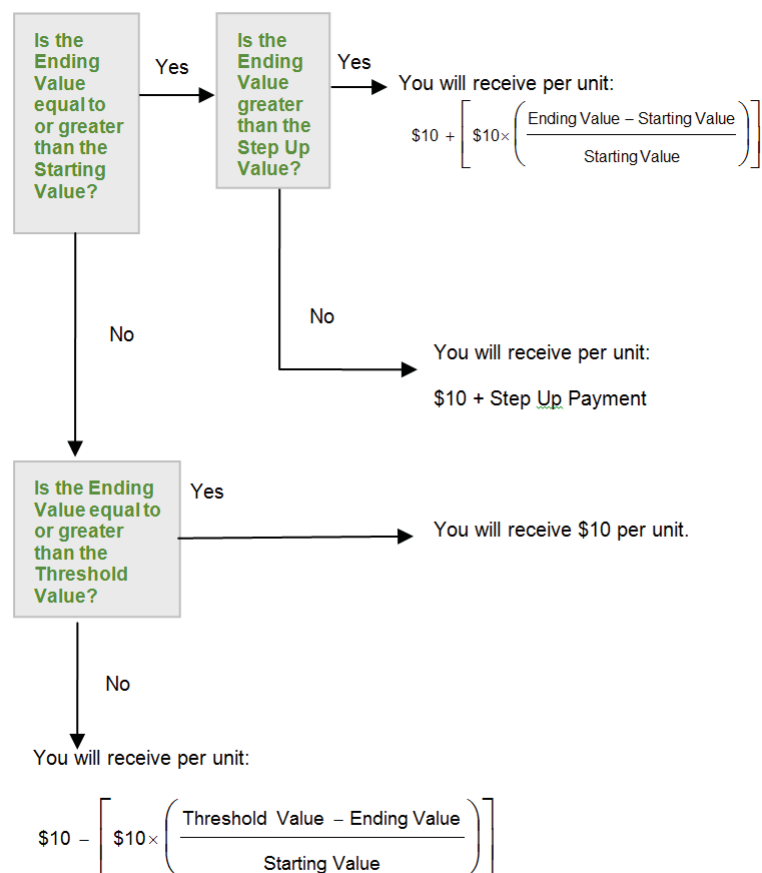 Is the
Ending
Value
equal to
or greater
than the
Starting
Value?
Yes
Is the
Ending
Value
greater
than the
Step Up
Value?
Yes
You will receive per unit:
$10 + [ $10× ( Ending Value – Starting Value
Starting Value ) ]
No
No
You will receive per unit:
$10 + Step Up Payment
Is the Ending
Value equal to
or greater
than the
Threshold
Value?
Yes
You will receive $10 per unit.
No
You will receive per unit:
$10 – [ $10× ( Threshold Value – Ending Value
Starting Value ) ]